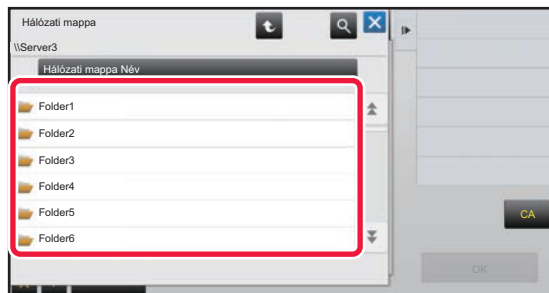 Hálózati mappa
\\Server3
Hálózati mappa Név
Folder1
Folder2
Folder3
Folder4
Folder5
Folder6
CA
OK